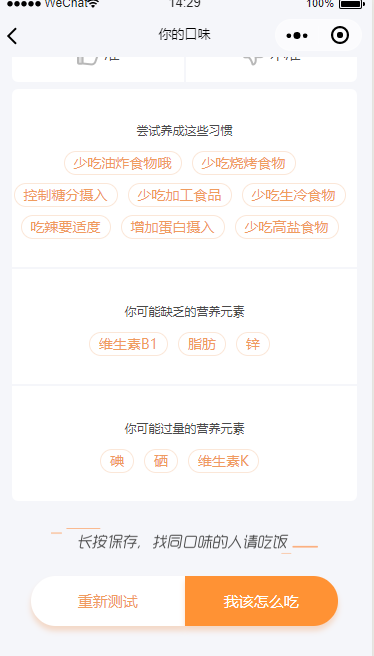 WeChat 14:29 100%
你的口味
准 不准
尝试养成这些习惯
少吃油炸食物哦 少吃烧烤食物
控制糖分摄入 少吃加工食品 少吃生冷食物
吃辣要适度 增加蛋白摄入 少吃高盐食物
你可能缺乏的营养元素
维生素B1 脂肪 锌
你可能过量的营养元素
碘 硒 维生素K
长按保存，找同口味的人请吃饭
重新测试 我该怎么吃